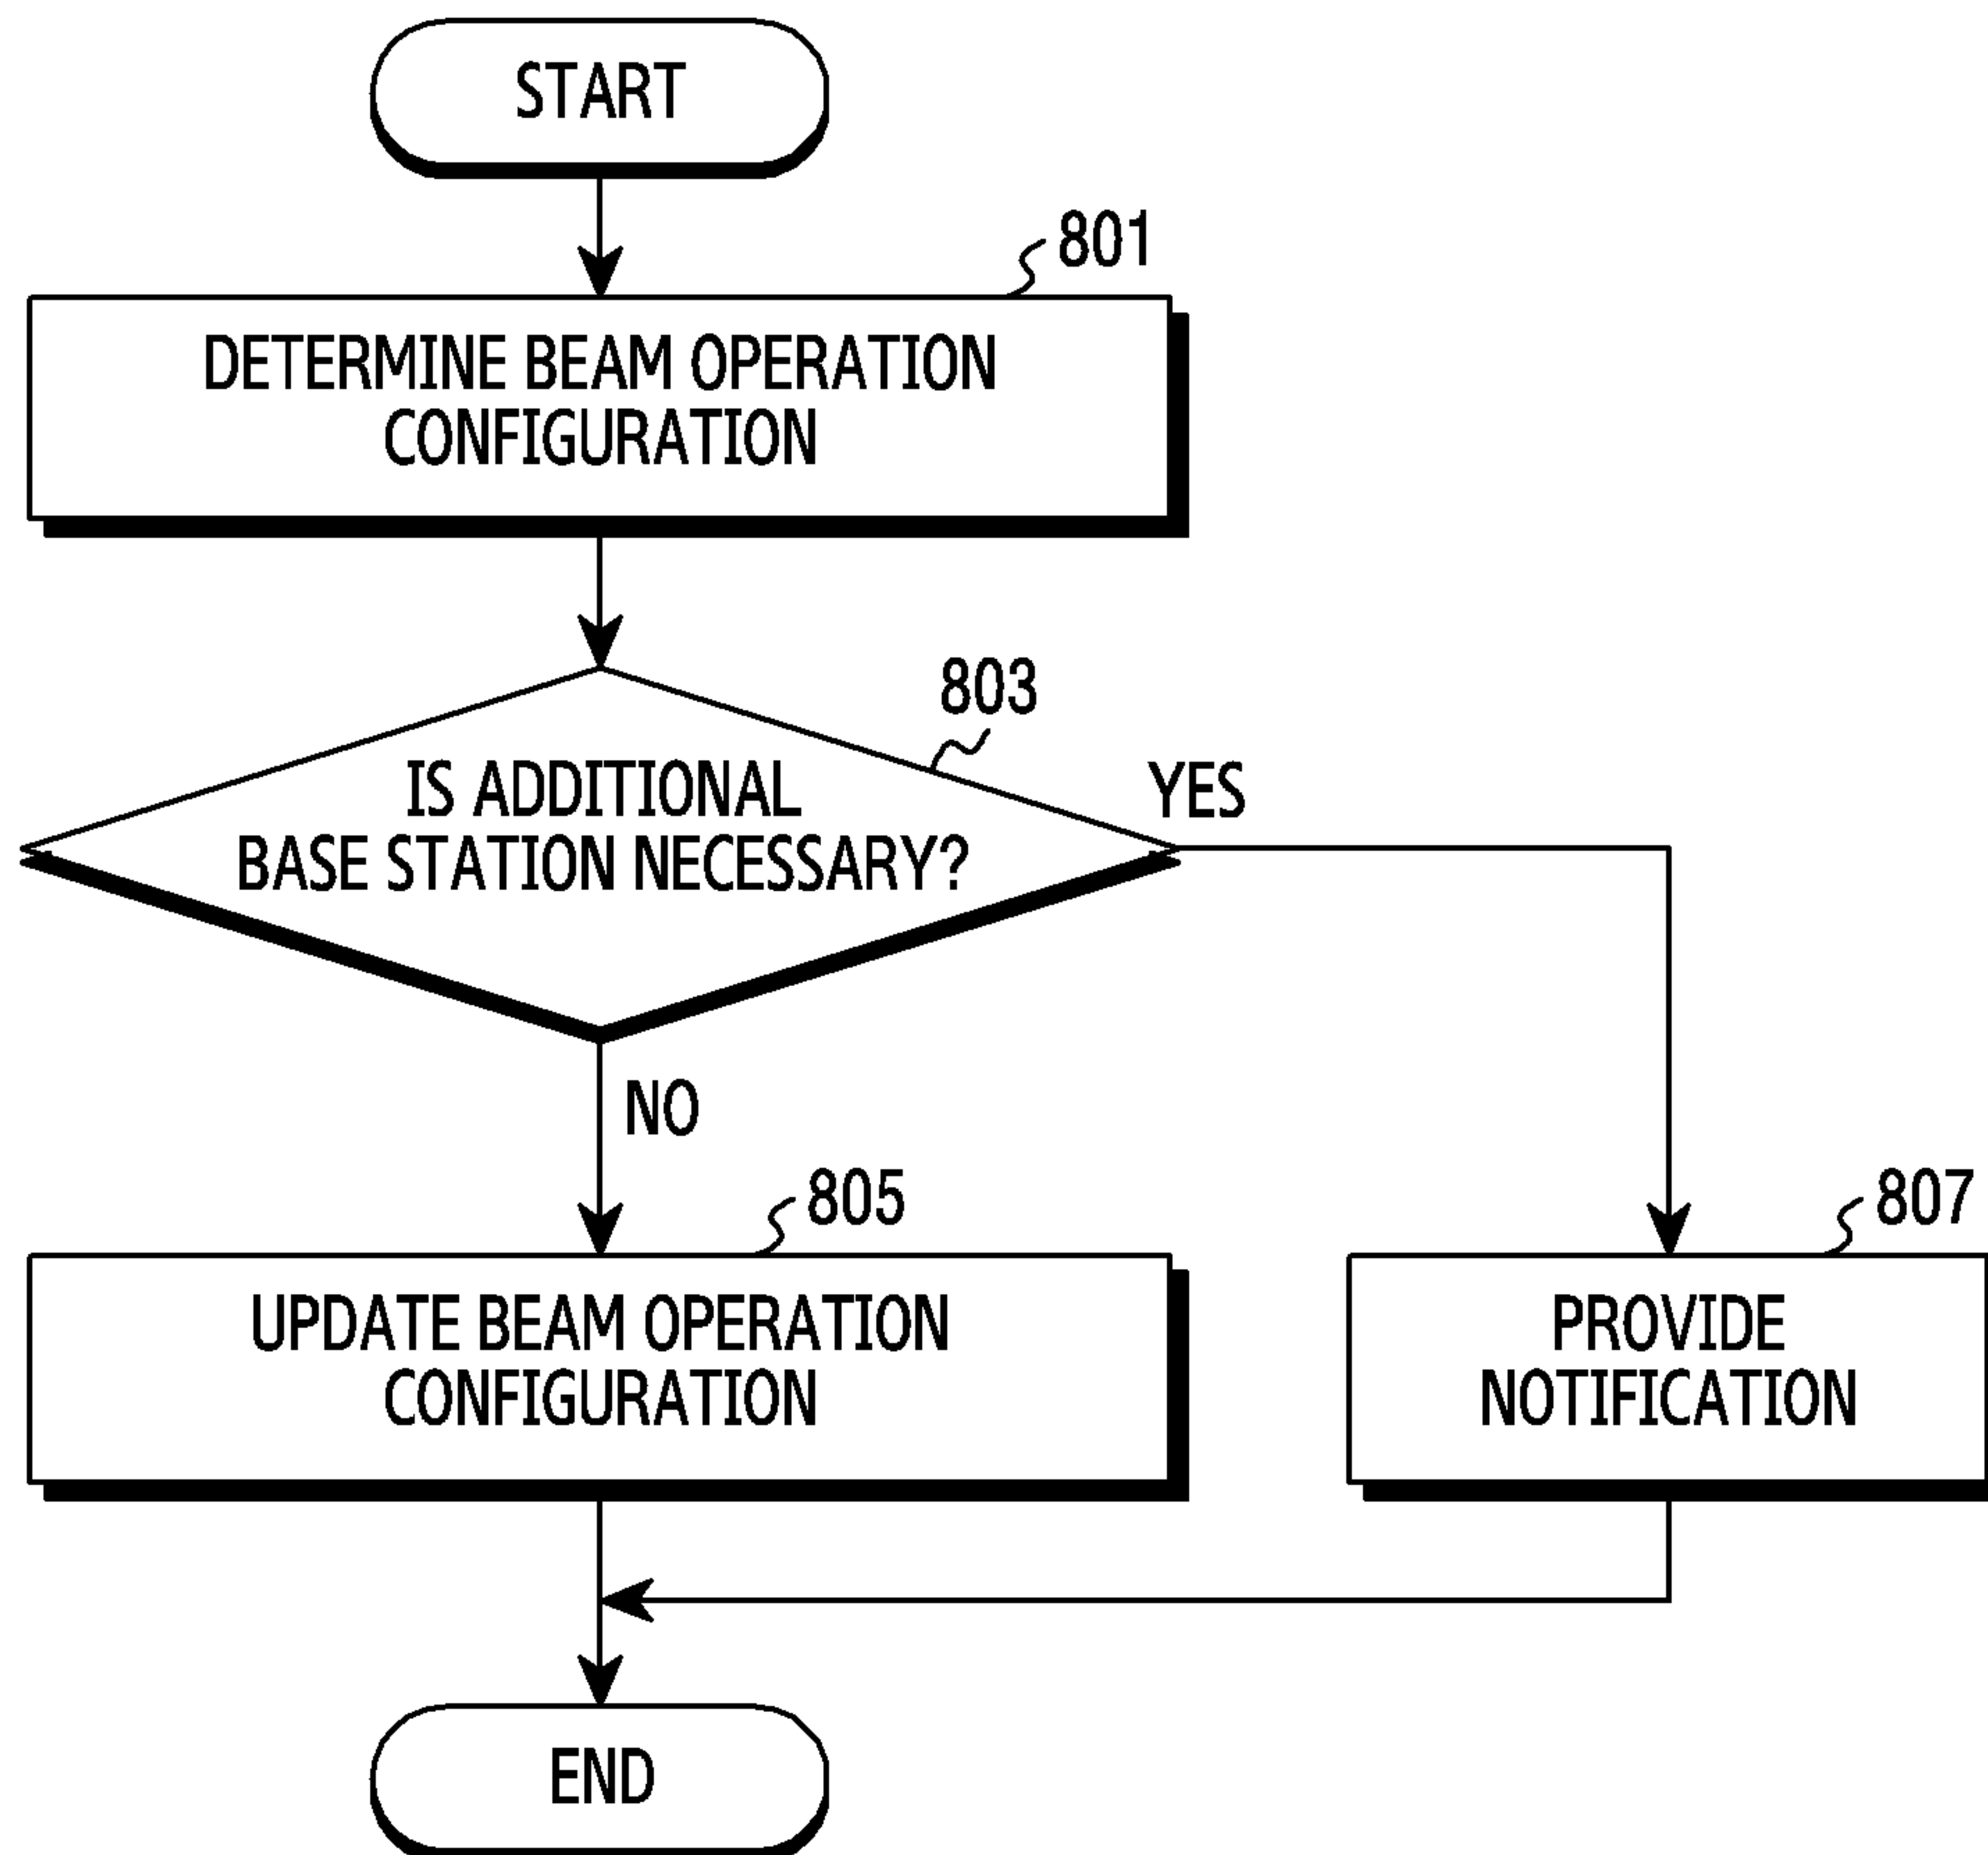 START
801
DETERMINE BEAM OPERATION
CONFIGURATION
803
IS ADDITIONAL
BASE STATION NECESSARY?
YES
NO
805
UPDATE BEAM OPERATION
CONFIGURATION
807
PROVIDE
NOTIFICATION
END